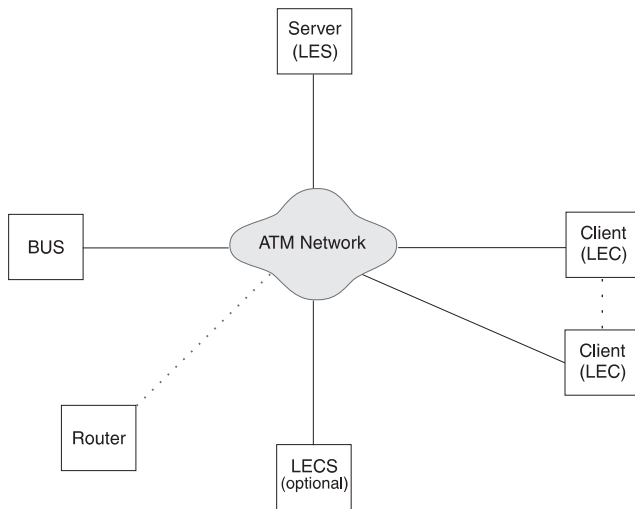 Server
(LES)
BUS
ATM Network
Client
(LEC)
Client
(LEC)
Router
LECS
(optional)